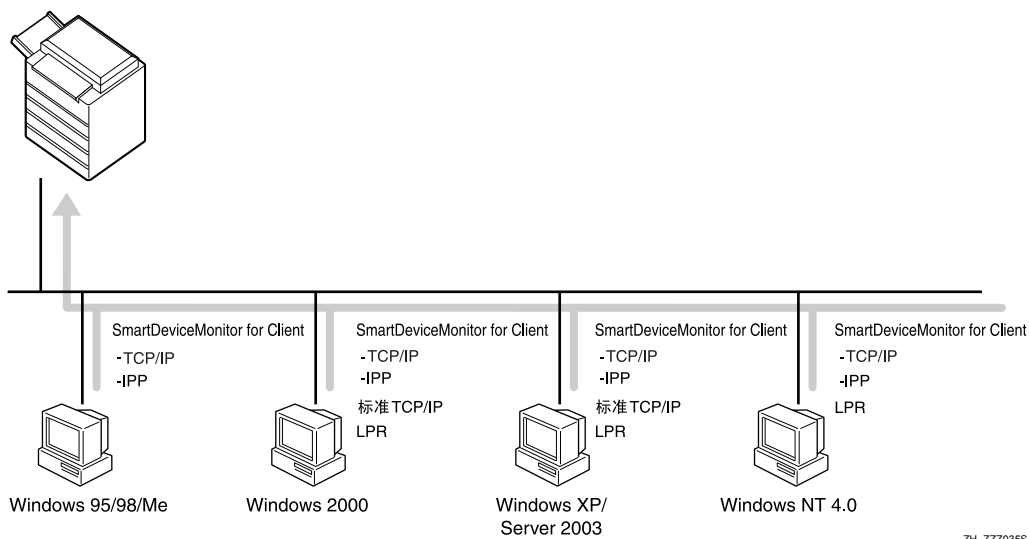 SmartDeviceMonitor for Client
-TCP/IP
-IPP
Windows 95/98/Me
SmartDeviceMonitor for Client
-TCP/IP
-IPP
标准TCP/IP
LPR
Windows 2000
SmartDeviceMonitor for Client
-TCP/IP
-IPP
标准TCP/IP
LPR
Windows XP/
Server 2003
SmartDeviceMonitor for Client
-TCP/IP
-IPP
LPR
Windows NT 4.0
ZH_ZZZ035S